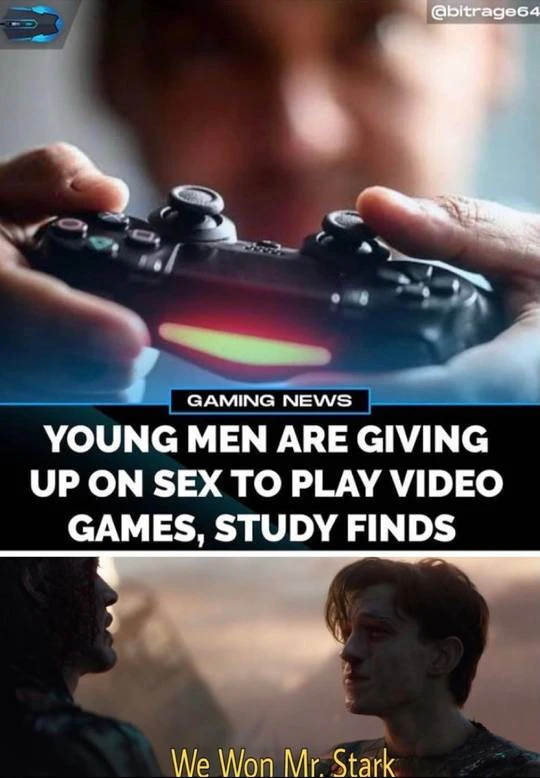 @bitrage64
GAMING NEWS
YOUNG MEN ARE GIVING
UP ON SEX TO PLAY VIDEO
GAMES, STUDY FINDS
We Won Mr. Stark